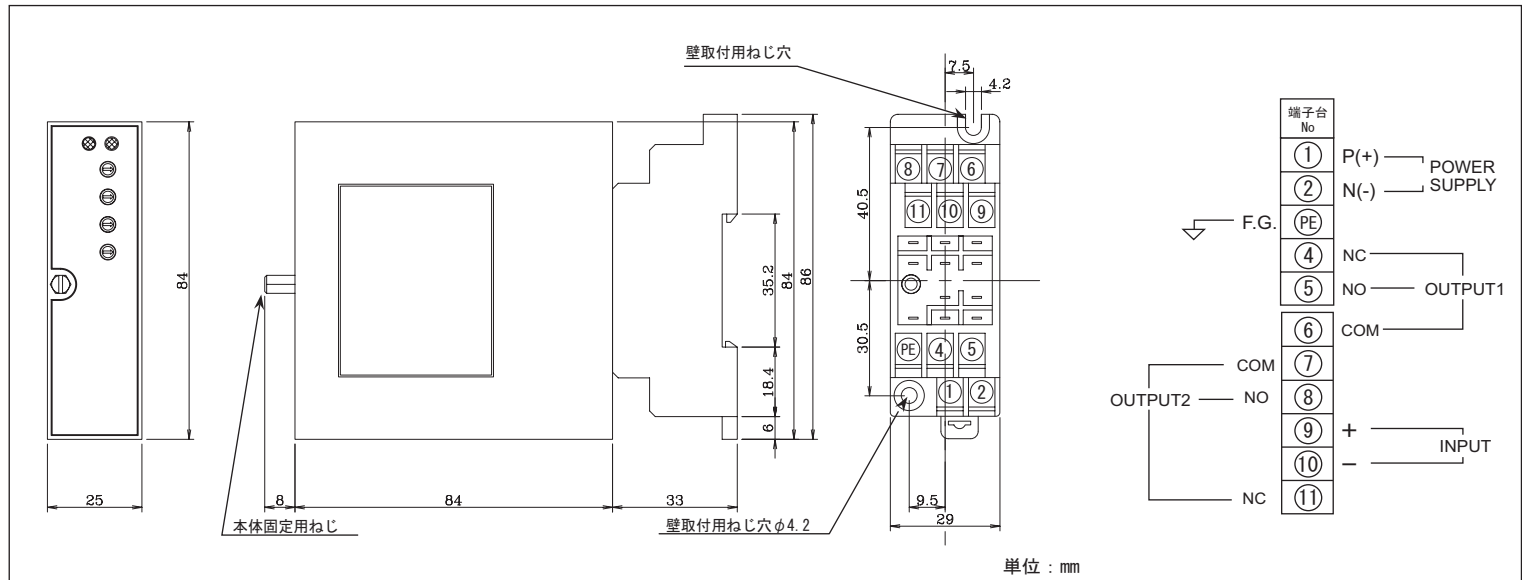 壁取付用ねじ穴
7.5
4.2
84
25
8
84
33
本体固定用ねじ
35.2
84
86
18.4
6
40.5
30.5
⑧ ⑦ ⑥
⑪ ⑩ ⑨
PE ④ ⑤
① ②
9.5
29
壁取付用ねじ穴φ4.2
単位:mm
端子台
No
① P(+)
② N(-)
POWER
SUPPLY
F.G. PE
④ NC
⑤ NO OUTPUT1
⑥ COM
COM ⑦
OUTPUT2 NO ⑧
⑨ +
INPUT
⑩ −
NC ⑪